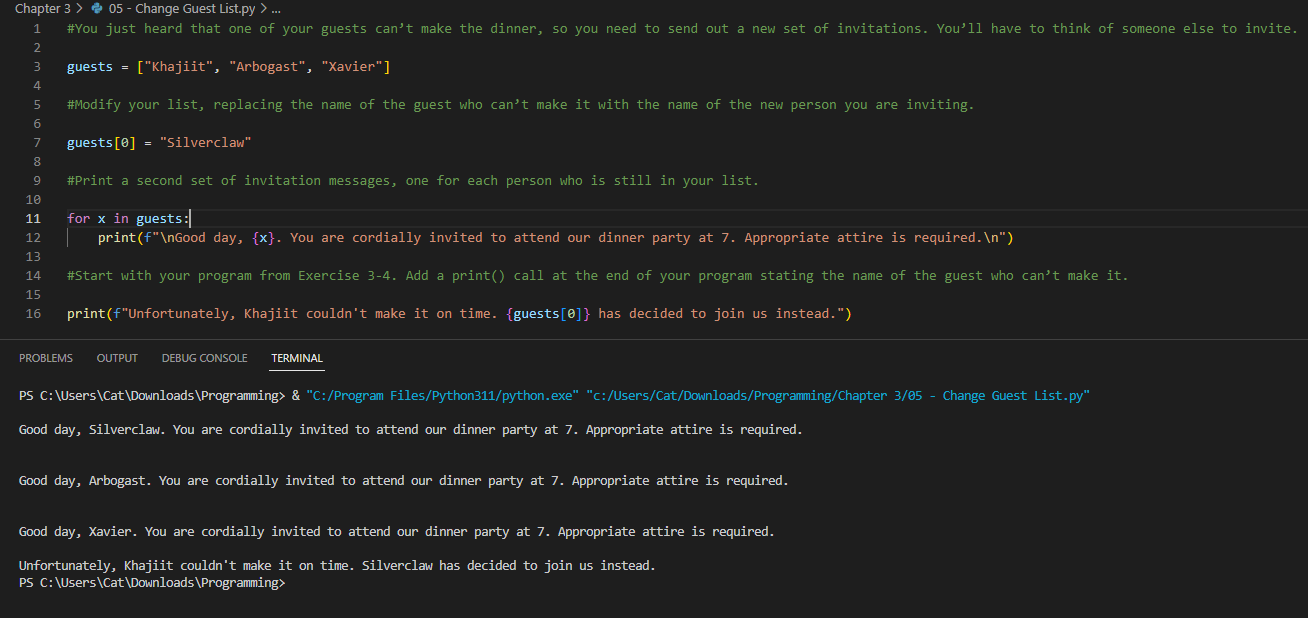 Chapter 3 > 05 - Change Guest List.py > ...
1 #You just heard that one of your guests can’t make the dinner, so you need to send out a new set of invitations. You’ll have to think of someone else to invite.
2
3 guests = ["Khajiit", "Arbogast", "Xavier"]
4
5 #Modify your list, replacing the name of the guest who can’t make it with the name of the new person you are inviting.
6
7 guests[0] = "Silverclaw"
8
9 #Print a second set of invitation messages, one for each person who is still in your list.
10
11 for x in guests:
12     print(f"\nGood day, {x}. You are cordially invited to attend our dinner party at 7. Appropriate attire is required.\n")
13
14 #Start with your program from Exercise 3-4. Add a print() call at the end of your program stating the name of the guest who can’t make it.
15
16 print(f"Unfortunately, Khajiit couldn't make it on time. {guests[0]} has decided to join us instead.")
PROBLEMS OUTPUT DEBUG CONSOLE TERMINAL
PS C:\Users\Cat\Downloads\Programming> & "C:/Program Files/Python311/python.exe" "c:/Users/Cat/Downloads/Programming/Chapter 3/05 - Change Guest List.py"
Good day, Silverclaw. You are cordially invited to attend our dinner party at 7. Appropriate attire is required.
Good day, Arbogast. You are cordially invited to attend our dinner party at 7. Appropriate attire is required.
Good day, Xavier. You are cordially invited to attend our dinner party at 7. Appropriate attire is required.
Unfortunately, Khajiit couldn't make it on time. Silverclaw has decided to join us instead.
PS C:\Users\Cat\Downloads\Programming>